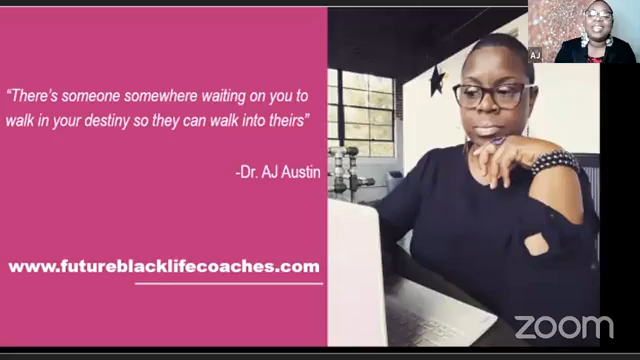 “There’s someone somewhere waiting on you to
walk in your destiny so they can walk into theirs”
-Dr. AJ Austin
www.futureblacklifecoaches.com
AJ
zoom